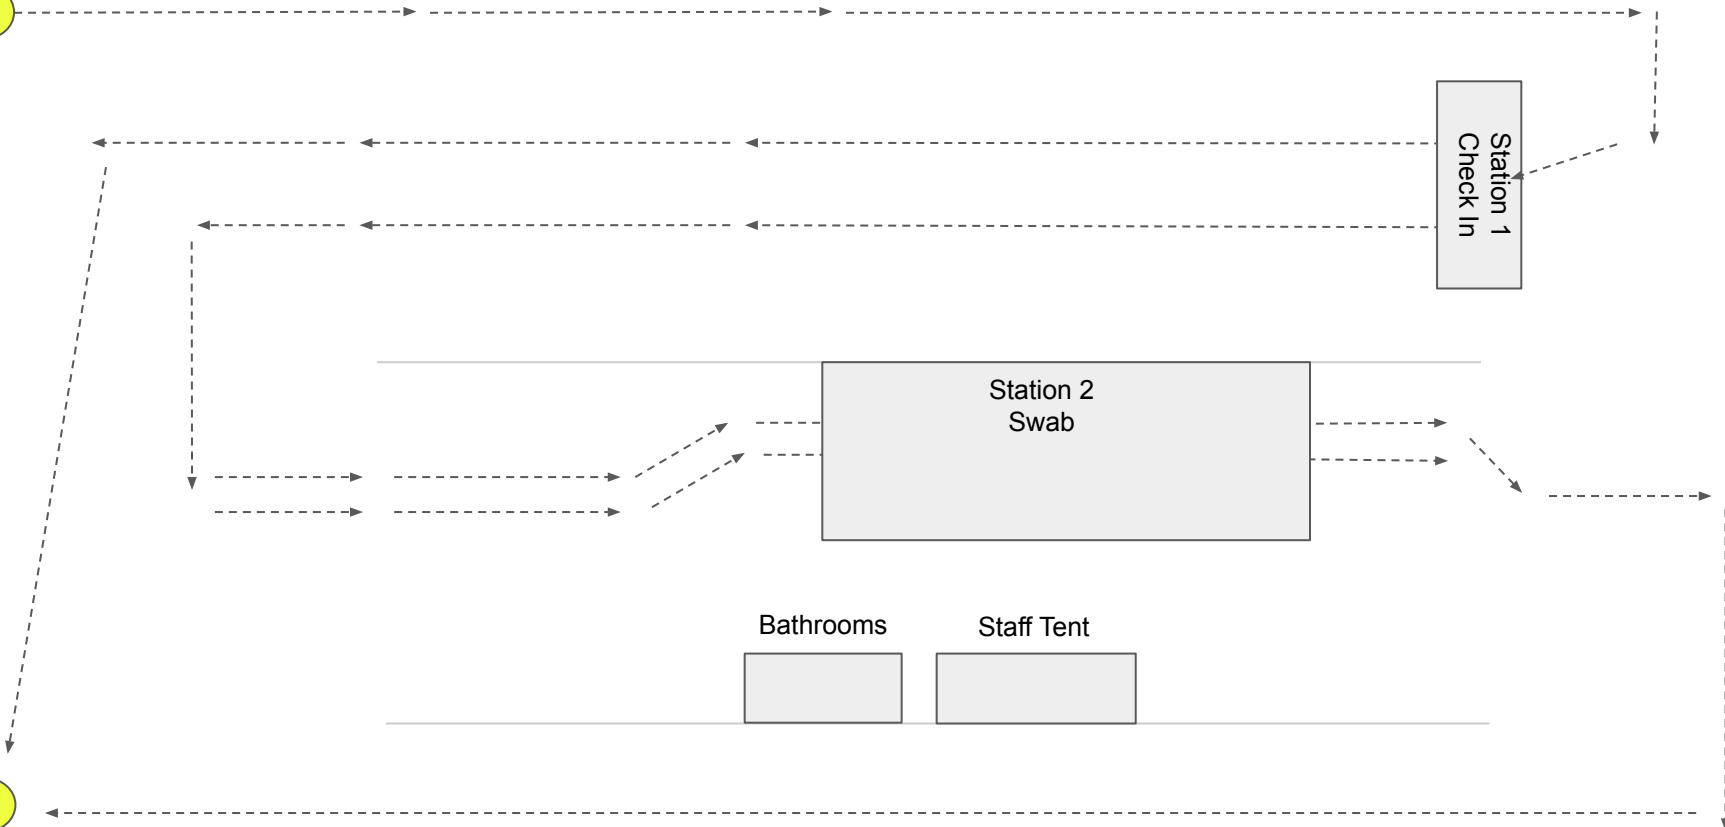 Station 1
Check In
Station 2
Swab
Bathrooms
Staff Tent